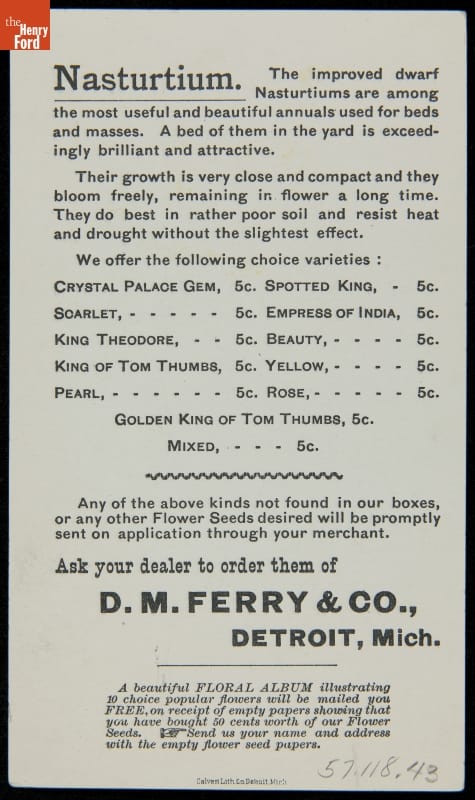 the
Henry
Ford
Nasturtium. The improved dwarf
Nasturtiums are among
the most useful and beautiful annuals used for beds
and masses. A bed of them in the yard is exceed-
ingly brilliant and attractive.
Their growth is very close and compact and they
bloom freely, remaining in flower a long time.
They do best in rather poor soil and resist heat
and drought without the slightest effect.
We offer the following choice varieties :
CRYSTAL PALACE GEM, 5c. SPOTTED KING, - 5c.
SCARLET, - - - - - 5c. EMPRESS OF INDIA, 5c.
KING THEODORE, - - 5c. BEAUTY, - - - - 5c.
KING OF TOM THUMBS, 5c. YELLOW, - - - - 5c.
PEARL, - - - - - - 5c. ROSE, - - - - - 5c.
GOLDEN KING OF TOM THUMBS, 5c.
MIXED, - - - 5c.
Any of the above kinds not found in our boxes,
or any other Flower Seeds desired will be promptly
sent on application through your merchant.
Ask your dealer to order them of
D. M. FERRY & CO.,
DETROIT, Mich.
A beautiful FLORAL ALBUM illustrating
10 choice popular flowers will be mailed you
FREE, on receipt of empty papers showing that
you have bought 50 cents worth of our Flower
Seeds. ☞ Send us your name and address
with the empty flower seed papers.
57.118.43
Calvert Lith. Co. Detroit, Mich.